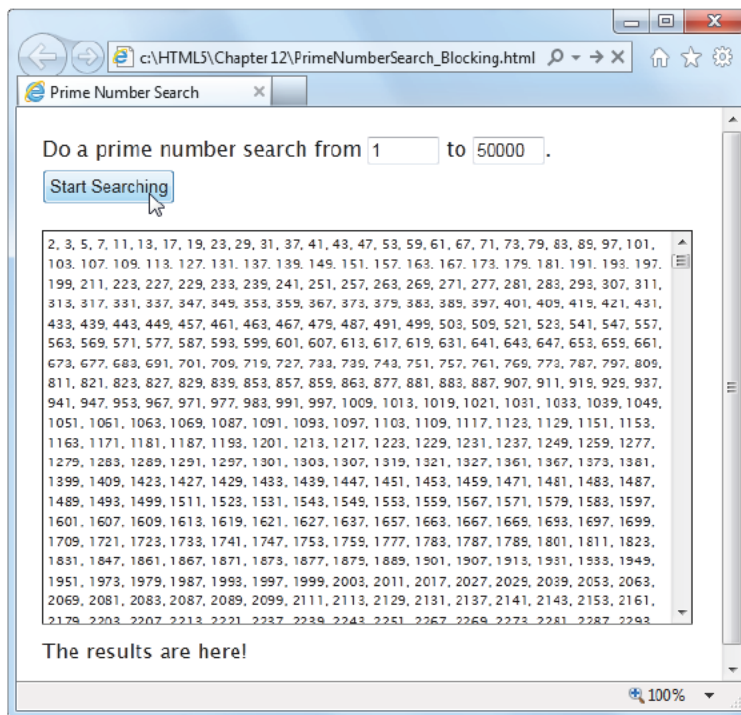 c:\HTML5\Chapter 12\PrimeNumberSearch_Blocking.html
Prime Number Search
Do a prime number search from 1 to 50000.
Start Searching
2, 3, 5, 7, 11, 13, 17, 19, 23, 29, 31, 37, 41, 43, 47, 53, 59, 61, 67, 71, 73, 79, 83, 89, 97, 101,
103, 107, 109, 113, 127, 131, 137, 139, 149, 151, 157, 163, 167, 173, 179, 181, 191, 193, 197,
199, 211, 223, 227, 229, 233, 239, 241, 251, 257, 263, 269, 271, 277, 281, 283, 293, 307, 311,
313, 317, 331, 337, 347, 349, 353, 359, 367, 373, 379, 383, 389, 397, 401, 409, 419, 421, 431,
433, 439, 443, 449, 457, 461, 463, 467, 479, 487, 491, 499, 503, 509, 521, 523, 541, 547, 557,
563, 569, 571, 577, 587, 593, 599, 601, 607, 613, 617, 619, 631, 641, 643, 647, 653, 659, 661,
673, 677, 683, 691, 701, 709, 719, 727, 733, 739, 743, 751, 757, 761, 769, 773, 787, 797, 809,
811, 821, 823, 827, 829, 839, 853, 857, 859, 863, 877, 881, 883, 887, 907, 911, 919, 929, 937,
941, 947, 953, 967, 971, 977, 983, 991, 997, 1009, 1013, 1019, 1021, 1031, 1033, 1039, 1049,
1051, 1061, 1063, 1069, 1087, 1091, 1093, 1097, 1103, 1109, 1117, 1123, 1129, 1151, 1153,
1163, 1171, 1181, 1187, 1193, 1201, 1213, 1217, 1223, 1229, 1231, 1237, 1249, 1259, 1277,
1279, 1283, 1289, 1291, 1297, 1301, 1303, 1307, 1319, 1321, 1327, 1361, 1367, 1373, 1381,
1399, 1409, 1423, 1427, 1429, 1433, 1439, 1447, 1451, 1453, 1459, 1471, 1481, 1483, 1487,
1489, 1493, 1499, 1511, 1523, 1531, 1543, 1549, 1553, 1559, 1567, 1571, 1579, 1583, 1597,
1601, 1607, 1609, 1613, 1619, 1621, 1627, 1637, 1657, 1663, 1667, 1669, 1693, 1697, 1699,
1709, 1721, 1723, 1733, 1741, 1747, 1753, 1759, 1777, 1783, 1787, 1789, 1801, 1811, 1823,
1831, 1847, 1861, 1867, 1871, 1873, 1877, 1879, 1889, 1901, 1907, 1913, 1931, 1933, 1949,
1951, 1973, 1979, 1987, 1993, 1997, 1999, 2003, 2011, 2017, 2027, 2029, 2039, 2053, 2063,
2069, 2081, 2083, 2087, 2089, 2099, 2111, 2113, 2129, 2131, 2137, 2141, 2143, 2153, 2161,
2179, 2203, 2207, 2213, 2221, 2237, 2239, 2243, 2251, 2267, 2269, 2273, 2281, 2287, 2293,
The results are here!
100%